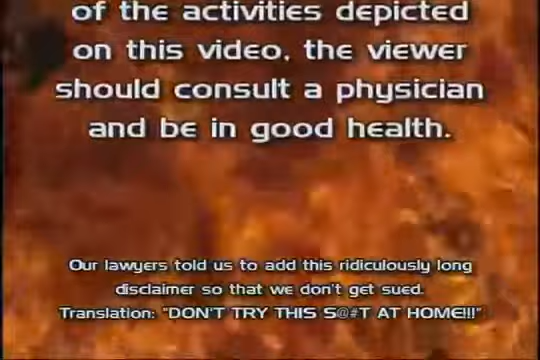 of the activities depicted
on this video, the viewer
should consult a physician
and be in good health.
Our lawyers told us to add this ridiculously long
disclaimer so that we don't get sued.
Translation: "DON'T TRY THIS S@#T AT HOME!!!"